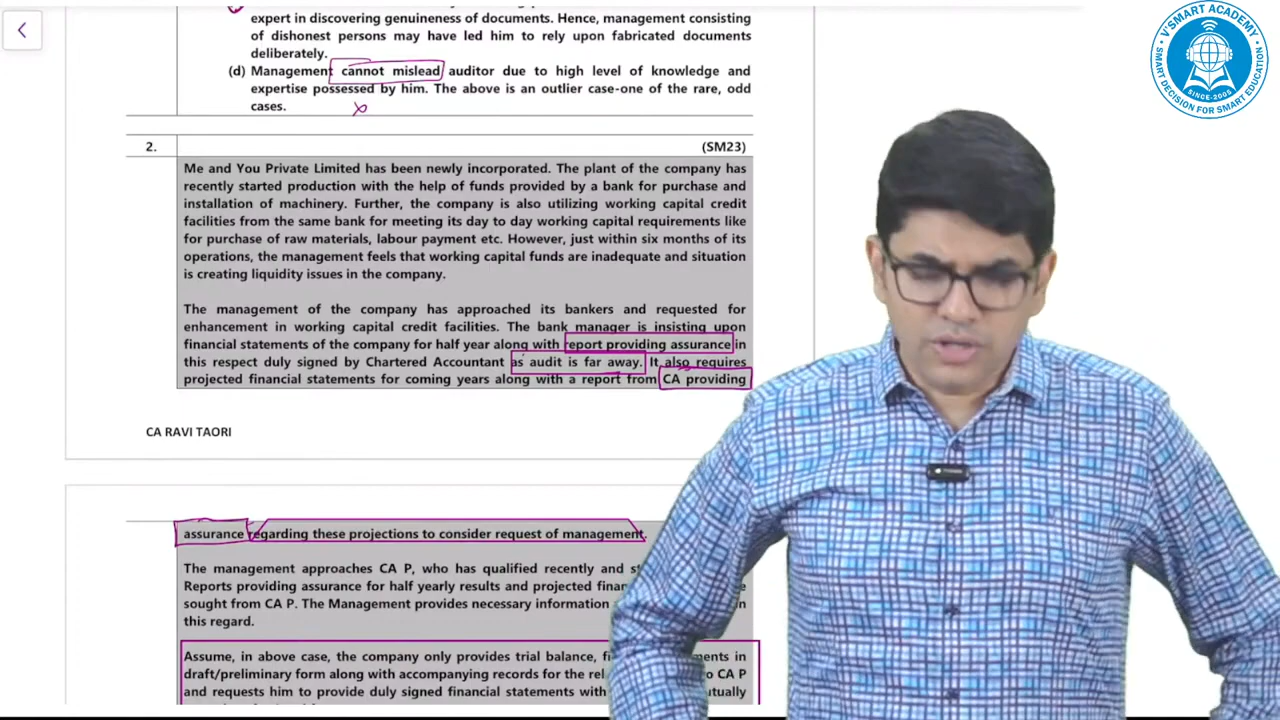 expert in discovering genuineness of documents. Hence, management consisting
of dishonest persons may have led him to rely upon fabricated documents
deliberately.
(d) Management cannot mislead auditor due to high level of knowledge and
expertise possessed by him. The above is an outlier case-one of the rare, odd
cases.
2. (SM23)
Me and You Private Limited has been newly incorporated. The plant of the company has
recently started production with the help of funds provided by a bank for purchase and
installation of machinery. Further, the company is also utilizing working capital credit
facilities from the same bank for meeting its day to day working capital requirements like
for purchase of raw materials, labour payment etc. However, just within six months of its
operations, the management feels that working capital funds are inadequate and situation
is creating liquidity issues in the company.
The management of the company has approached its bankers and requested for
enhancement in working capital credit facilities. The bank manager is insisting upon
financial statements of the company for half year along with report providing assurance in
this respect duly signed by Chartered Accountant as audit is far away. It also requires
projected financial statements for coming years along with a report from CA providing
CA RAVI TAORI
assurance regarding these projections to consider request of management.
The management approaches CA P, who has qualified recently and
Reports providing assurance for half yearly results and projected
sought from CA P. The Management provides necessary information
this regard.
Assume, in above case, the company only provides trial balance,
draft/preliminary form along with accompanying records for the
and requests him to provide duly signed financial statements with
V'SMART ACADEMY
SINCE-2005
SMART DECISION FOR SMART EDUCATION